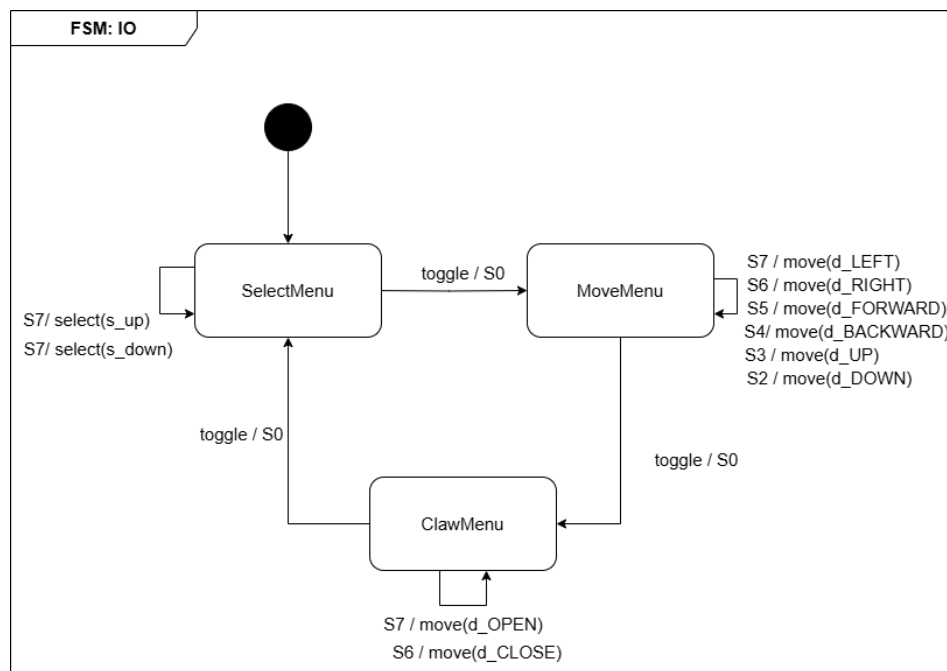 FSM: IO
SelectMenu
toggle / S0
MoveMenu
S7/ select(s_up)
S7/ select(s_down)
S7 / move(d_LEFT)
S6 / move(d_RIGHT)
S5 / move(d_FORWARD)
S4/ move(d_BACKWARD)
S3 / move(d_UP)
S2 / move(d_DOWN)
toggle / S0
toggle / S0
ClawMenu
S7 / move(d_OPEN)
S6 / move(d_CLOSE)